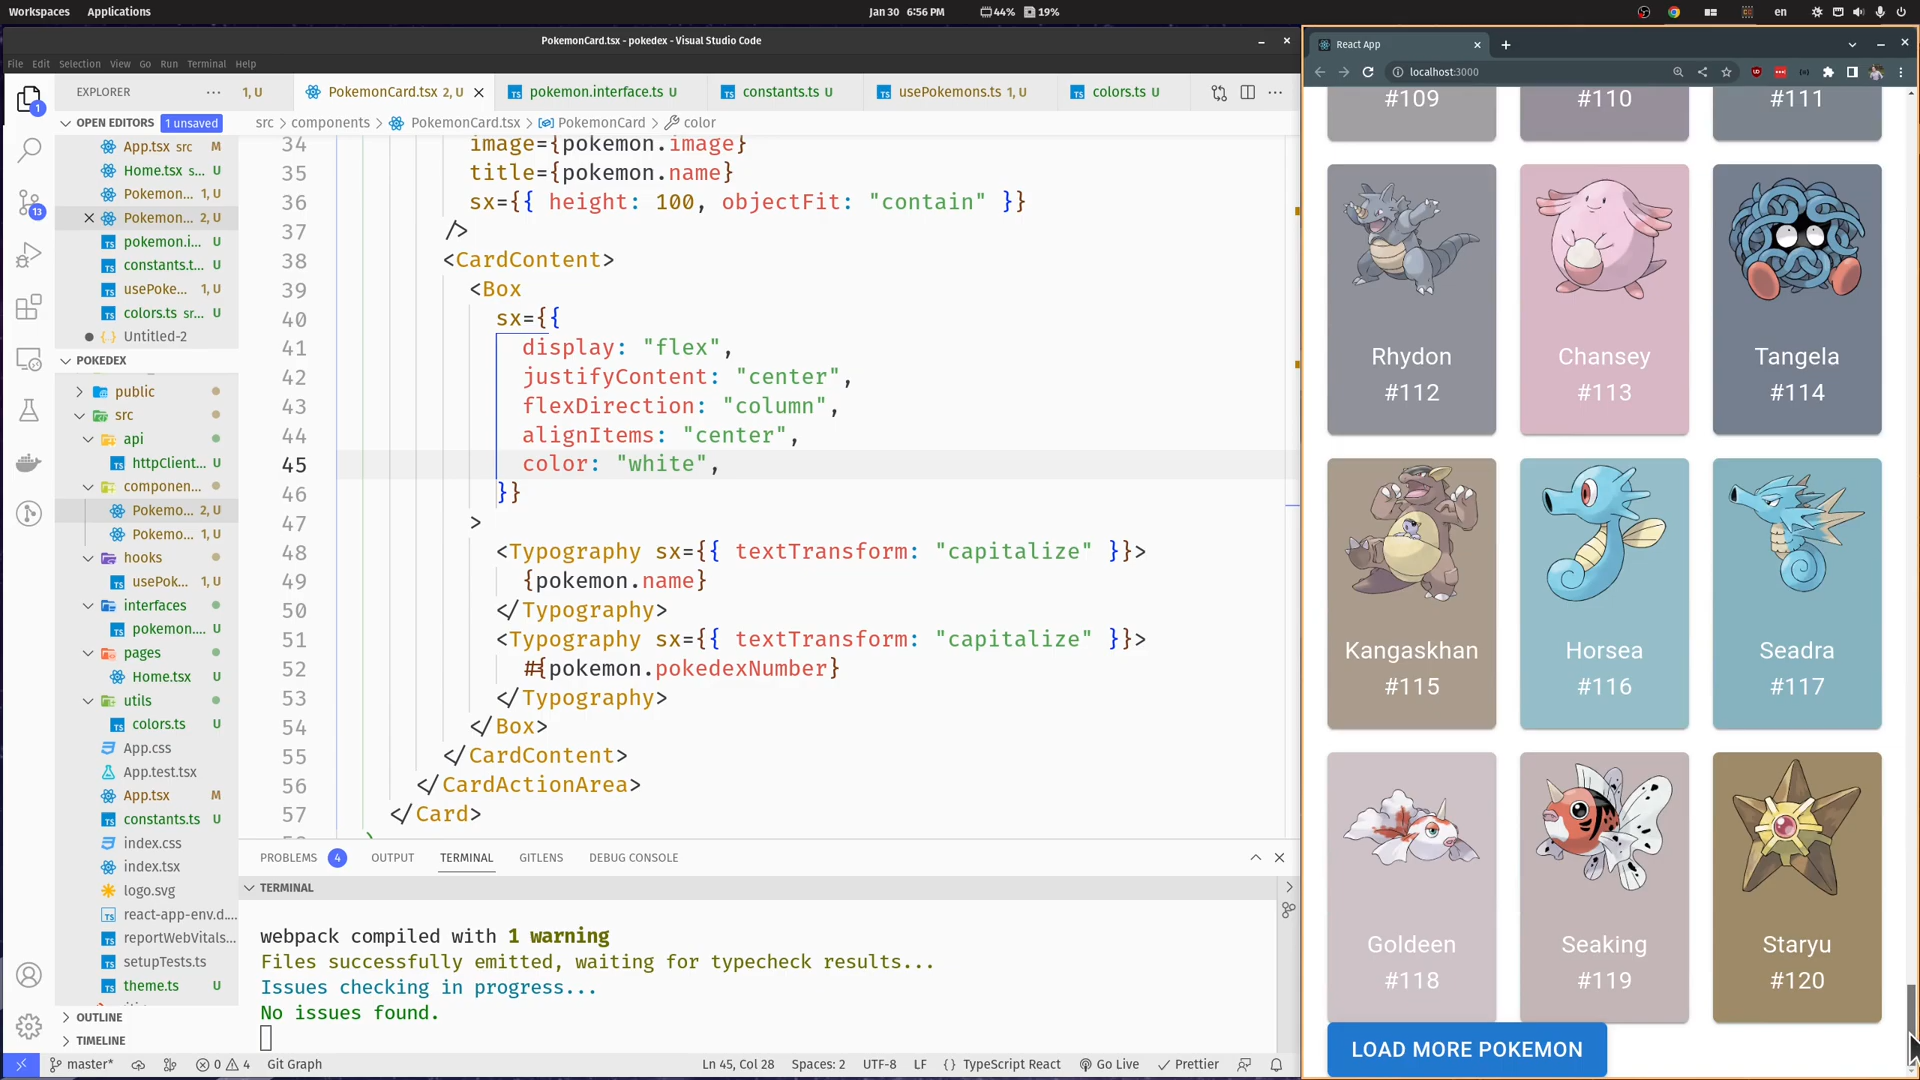 Workspaces Applications
Jan 30 6:56 PM 44% 19%
en
PokemonCard.tsx - pokedex - Visual Studio Code
File Edit Selection View Go Run Terminal Help
EXPLORER
1, U
PokemonCard.tsx 2, U
pokemon.interface.ts U
constants.ts U
usePokemons.ts 1, U
colors.ts U
OPEN EDITORS 1 unsaved
src components PokemonCard.tsx PokemonCard color
App.tsx src M
Home.tsx s... U
Pokemon... 1, U
Pokemon... 2, U
pokemon.i... U
constants.t... U
usePoke... 1, U
colors.ts sr... U
Untitled-2
POKEDEX
public
src
api
httpClient... U
componen...
Pokemo... 2, U
Pokemo... 1, U
hooks
usePok... 1, U
interfaces
pokemon.... U
pages
Home.tsx U
utils
colors.ts U
App.css
App.test.tsx
App.tsx M
constants.ts U
index.css
index.tsx
logo.svg
react-app-env.d....
reportWebVitals...
setupTests.ts
theme.ts U
OUTLINE
TIMELINE
34 image={pokemon.image}
35 title={pokemon.name}
36 sx={{ height: 100, objectFit: "contain" }}
37 />
38 <CardContent>
39 <Box
40 sx={{
41 display: "flex",
42 justifyContent: "center",
43 flexDirection: "column",
44 alignItems: "center",
45 color: "white",
46 }}
47 >
48 <Typography sx={{ textTransform: "capitalize" }}>
49 {pokemon.name}
50 </Typography>
51 <Typography sx={{ textTransform: "capitalize" }}>
52 #{pokemon.pokedexNumber}
53 </Typography>
54 </Box>
55 </CardContent>
56 </CardActionArea>
57 </Card>
PROBLEMS 4 OUTPUT TERMINAL GITLENS DEBUG CONSOLE
TERMINAL
webpack compiled with 1 warning
Files successfully emitted, waiting for typecheck results...
Issues checking in progress...
No issues found.
master* 0 4 Git Graph Ln 45, Col 28 Spaces: 2 UTF-8 LF {} TypeScript React Go Live Prettier
React App
localhost:3000
#109 #110 #111
Rhydon Chansey Tangela
#112 #113 #114
Kangaskhan Horsea Seadra
#115 #116 #117
Goldeen Seaking Staryu
#118 #119 #120
LOAD MORE POKEMON